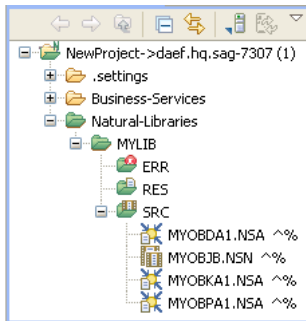 NewProject->daef.hq.sag-7307 (1)
.settings
Business-Services
Natural-Libraries
MYLIB
ERR
RES
SRC
MYOBDA1.NSA ^%
MYOBJB.NSN ^%
MYOBKA1.NSA ^%
MYOBPA1.NSA ^%